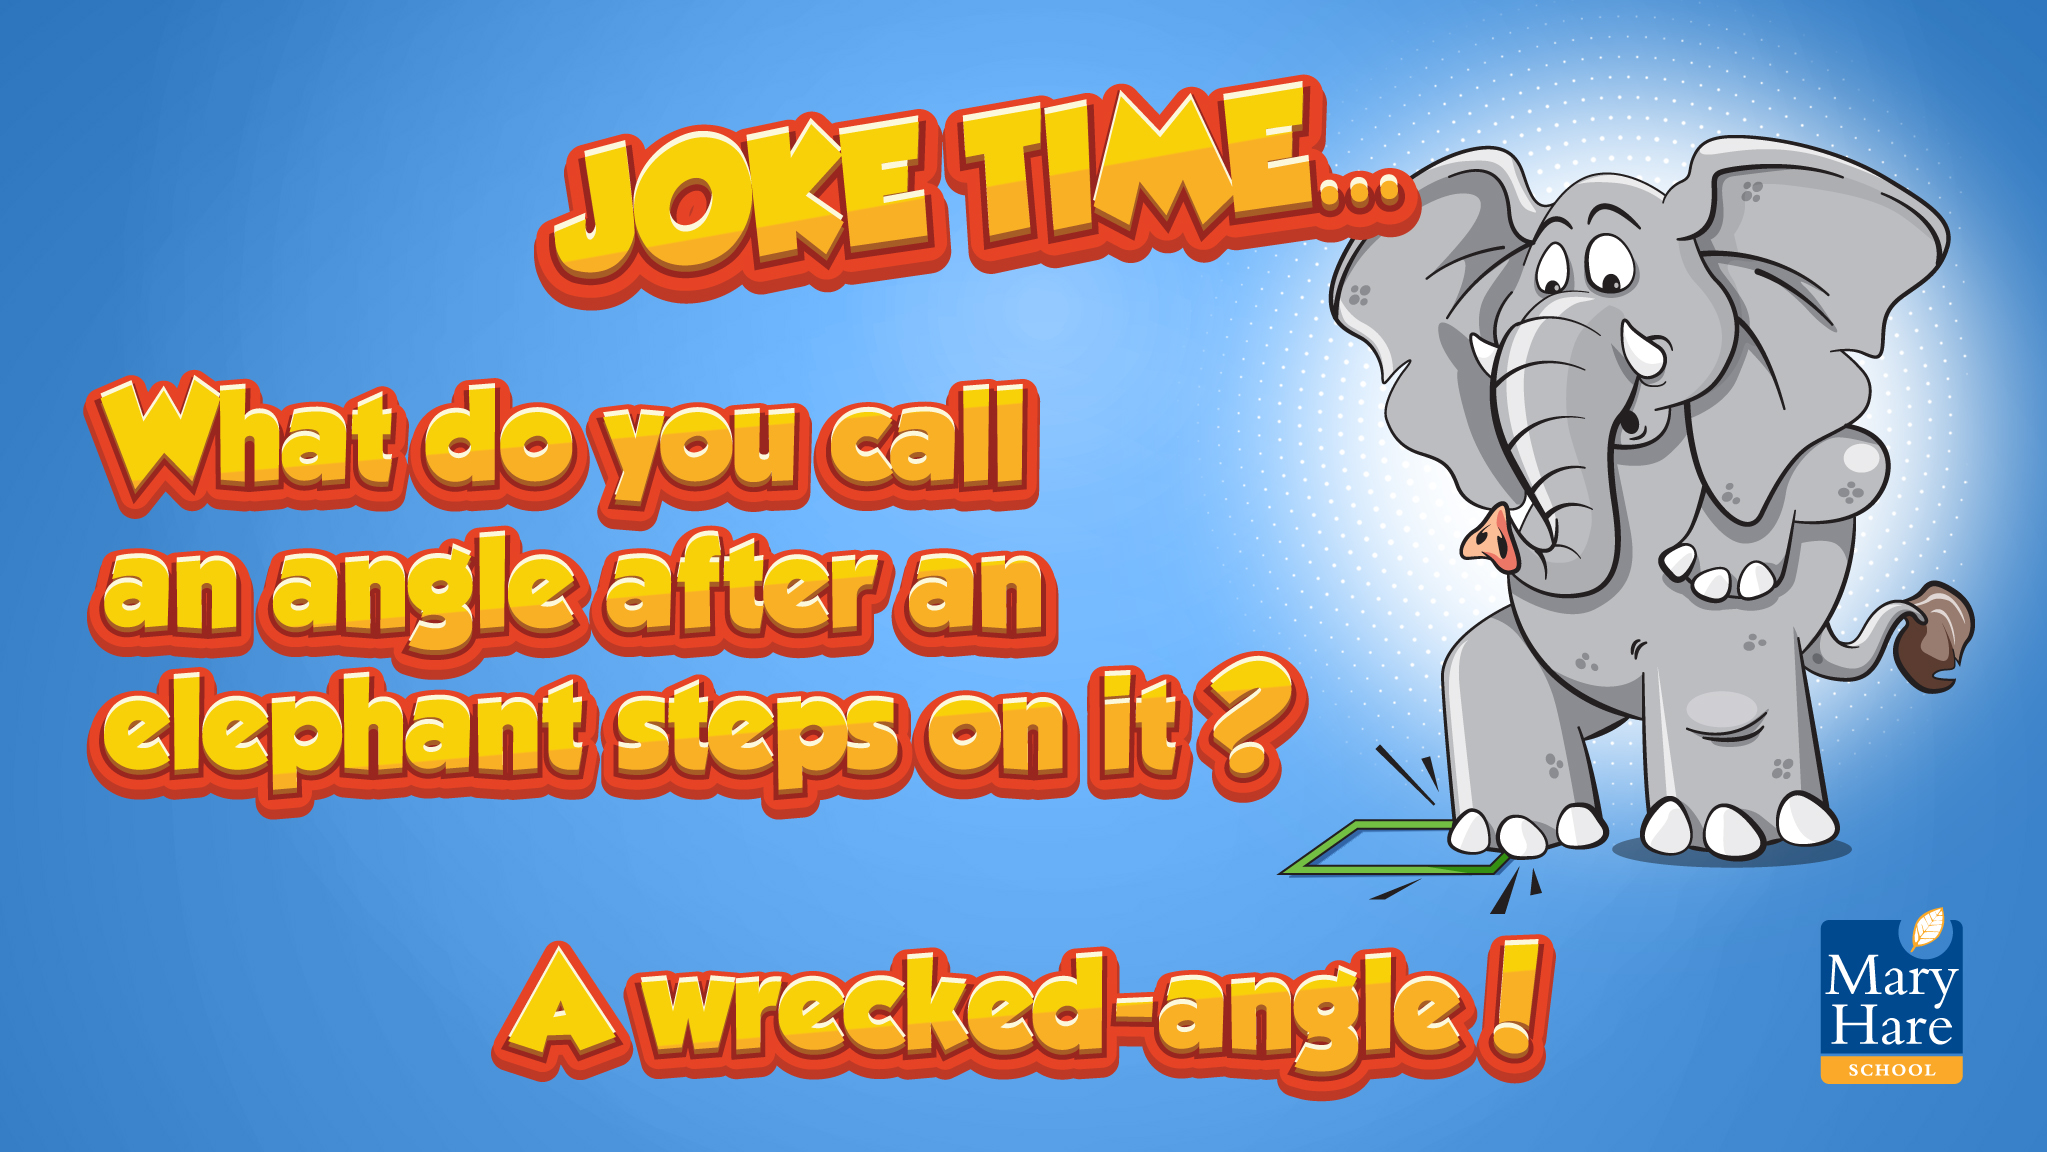 JOKE TIME...
What do you call
an angle after an
elephant steps on it?
A wrecked-angle!
Mary
Hare
SCHOOL